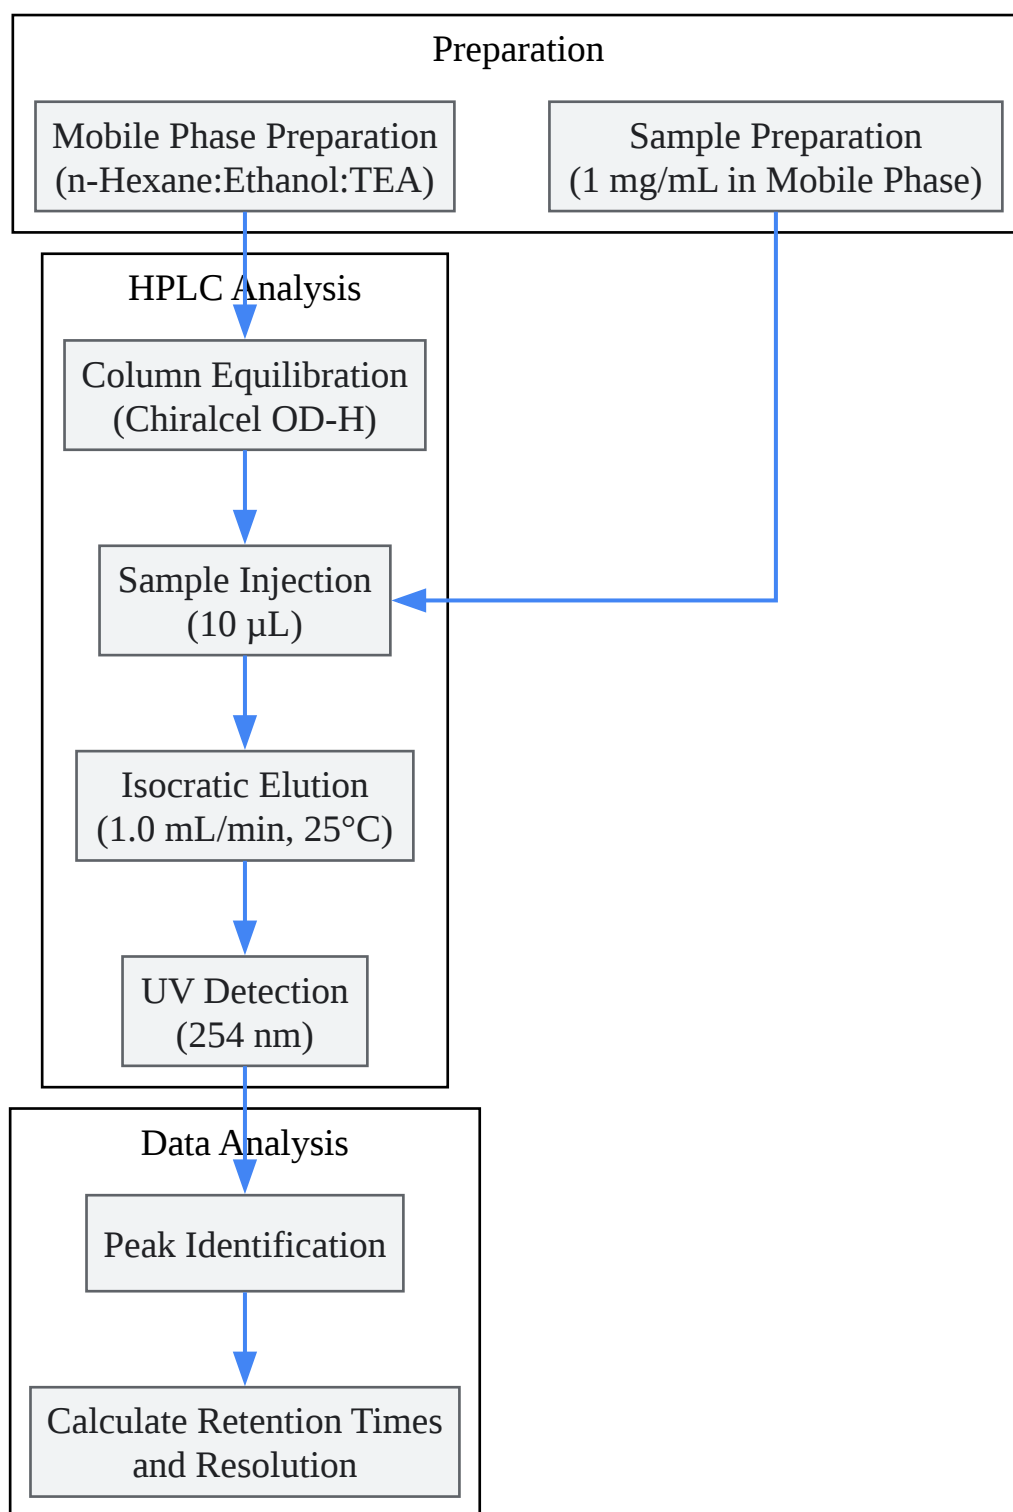 Preparation
Mobile Phase Preparation
(n-Hexane:Ethanol:TEA)
Sample Preparation
(1 mg/mL in Mobile Phase)
HPLC Analysis
Column Equilibration
(Chiralcel OD-H)
Sample Injection
(10 µL)
Isocratic Elution
(1.0 mL/min, 25°C)
UV Detection
(254 nm)
Data Analysis
Peak Identification
Calculate Retention Times
and Resolution